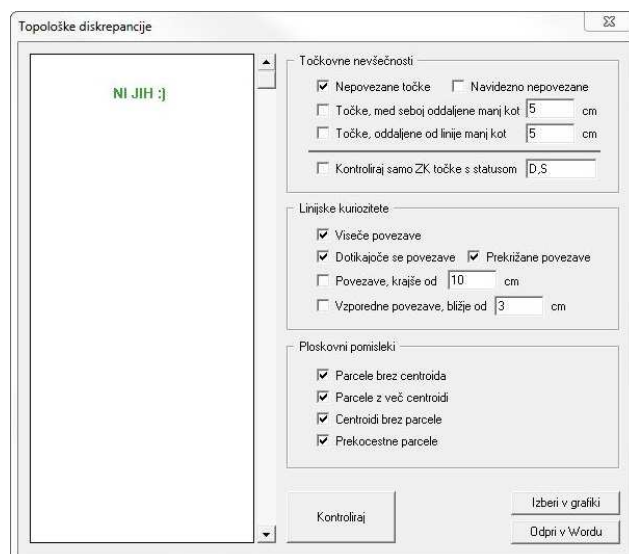 Topološke diskrepancije
NI JIH :)
Točkovne nevšečnosti
Nepovezane točke Navidezno nepovezane
Točke, med seboj oddaljene manj kot 5 cm
Točke, oddaljene od linije manj kot 5 cm
Kontroliraj samo ZK točke s statusom D,S
Linijske kuriozitete
Viseče povezave
Dotikajoče se povezave Prekrižane povezave
Povezave, krajše od 10 cm
Vzporedne povezave, bližje od 3 cm
Ploskovni pomisleki
Parcele brez centroida
Parcele z več centroidi
Centroidi brez parcele
Prekocestne parcele
Kontroliraj
Izberi v grafiki
Odpri v Wordu